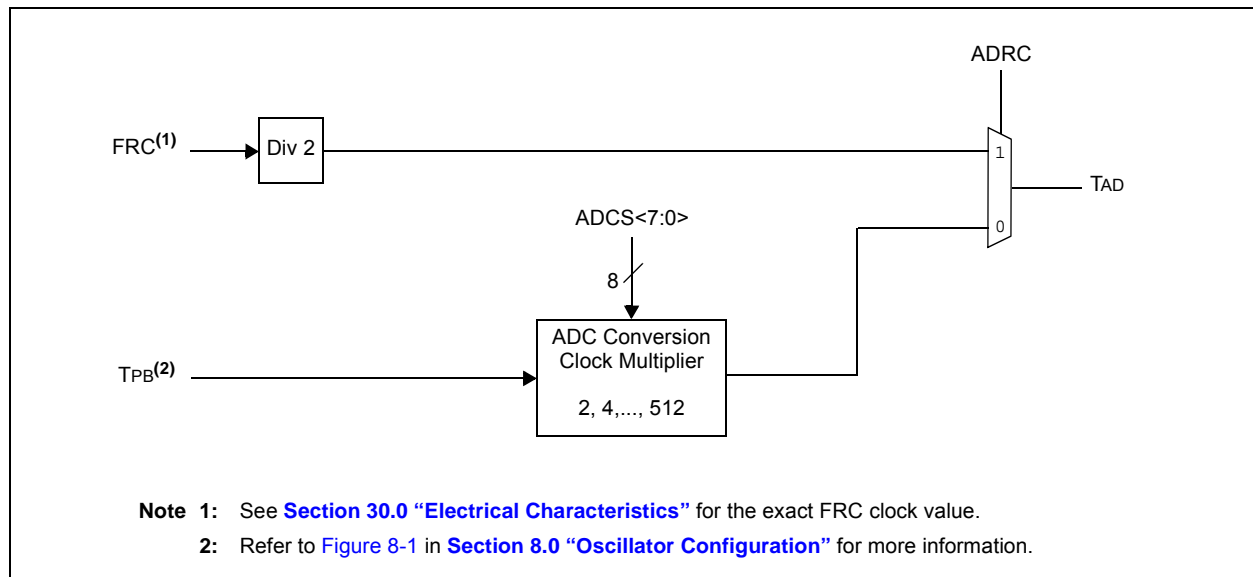 ADRC
FRC(1)
Div 2
1
TAD
ADCS<7:0>
0
8
ADC Conversion
Clock Multiplier
TPB(2)
2, 4,..., 512
Note 1: See Section 30.0 “Electrical Characteristics” for the exact FRC clock value.
2: Refer to Figure 8-1 in Section 8.0 “Oscillator Configuration” for more information.